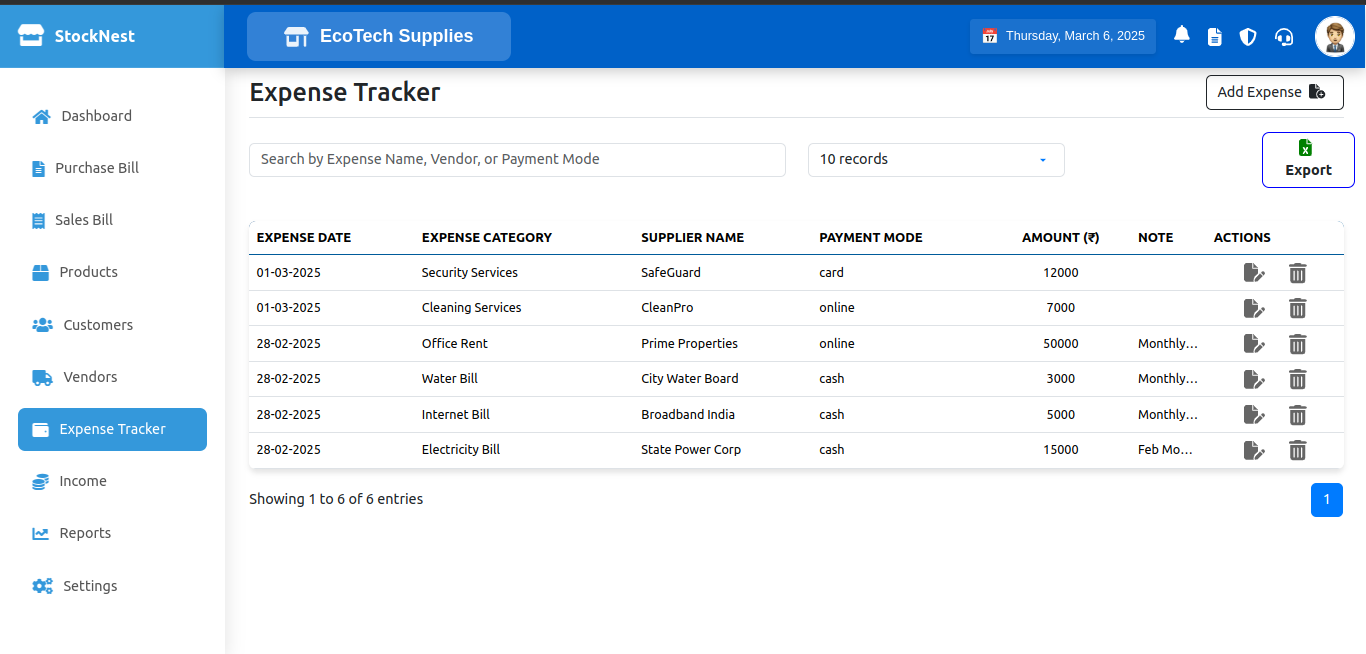 StockNest
EcoTech Supplies
Thursday, March 6, 2025
Dashboard
Purchase Bill
Sales Bill
Products
Customers
Vendors
Expense Tracker
Income
Reports
Settings
Expense Tracker
Add Expense
Search by Expense Name, Vendor, or Payment Mode
10 records
Export
EXPENSE DATE EXPENSE CATEGORY SUPPLIER NAME PAYMENT MODE AMOUNT (₹) NOTE ACTIONS
01-03-2025 Security Services SafeGuard card 12000
01-03-2025 Cleaning Services CleanPro online 7000
28-02-2025 Office Rent Prime Properties online 50000 Monthly...
28-02-2025 Water Bill City Water Board cash 3000 Monthly...
28-02-2025 Internet Bill Broadband India cash 5000 Monthly...
28-02-2025 Electricity Bill State Power Corp cash 15000 Feb Mo...
Showing 1 to 6 of 6 entries
1